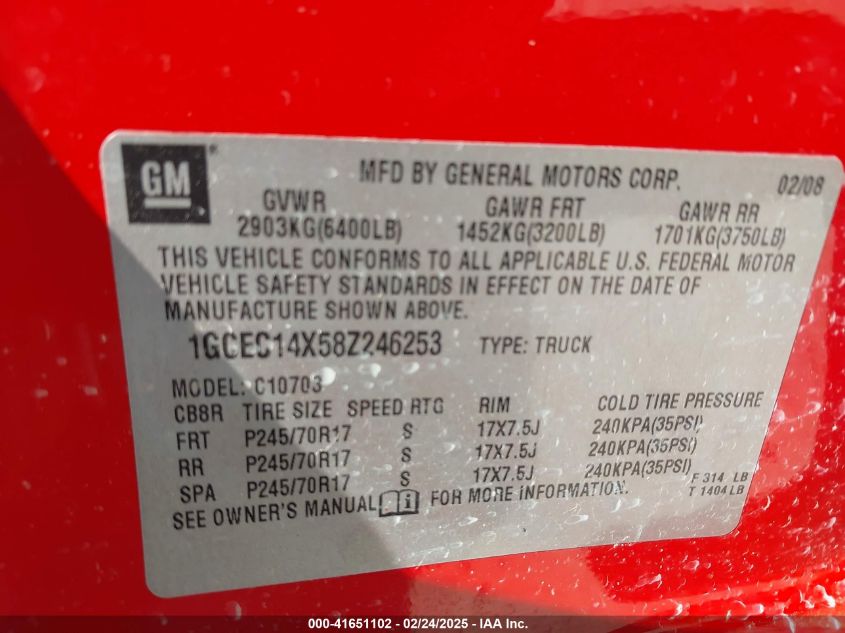 GM®
MFD BY GENERAL MOTORS CORP. 02/08
GVWR GAWR FRT GAWR RR
2903KG(6400LB) 1452KG(3200LB) 1701KG(3750LB)
THIS VEHICLE CONFORMS TO ALL APPLICABLE U.S. FEDERAL MOTOR
VEHICLE SAFETY STANDARDS IN EFFECT ON THE DATE OF
MANUFACTURE SHOWN ABOVE.
1GCEC14X58Z246253 TYPE: TRUCK
MODEL: C10703
CB8R TIRE SIZE SPEED RTG RIM COLD TIRE PRESSURE
FRT P245/70R17 S 17X7.5J 240KPA(35PSI)
RR P245/70R17 S 17X7.5J 240KPA(35PSI)
SPA P245/70R17 S 17X7.5J 240KPA(35PSI)
F 314 LB
T 1404 LB
SEE OWNER'S MANUAL FOR MORE INFORMATION.
000-41651102 - 02/24/2025 - IAA Inc.